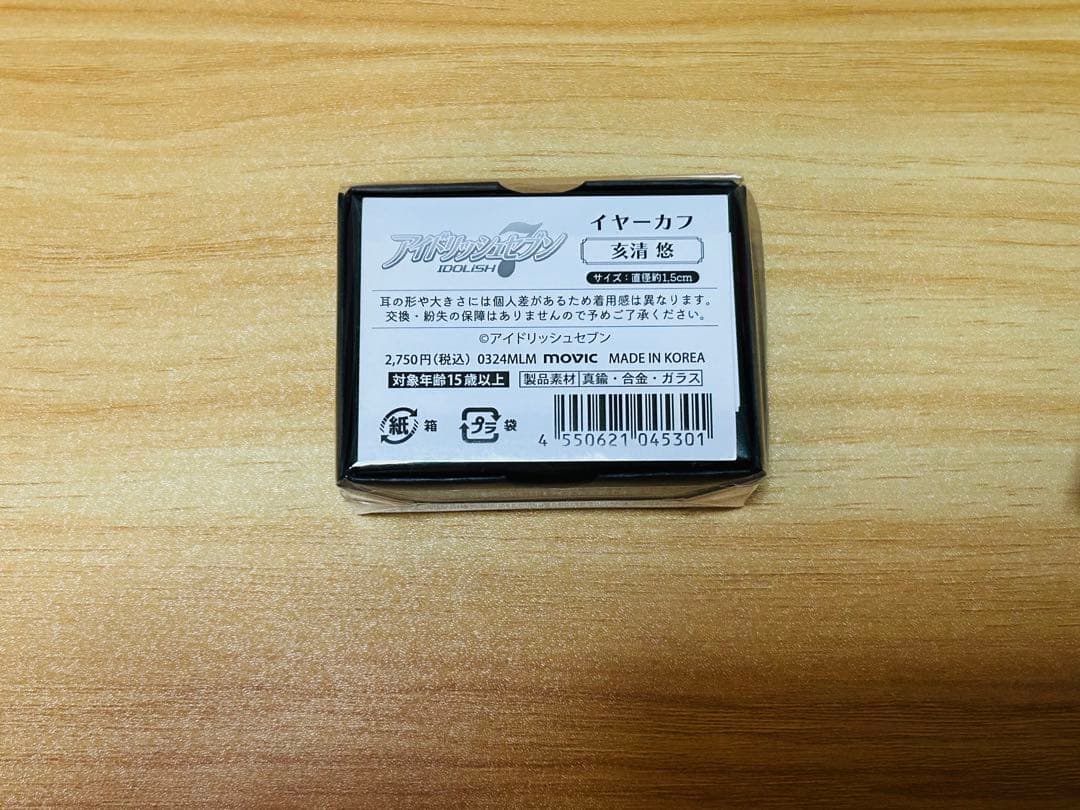 アイドリッシュセブン
IDOLiSH7
イヤーカフ
亥清 悠
サイズ：直径約1.5cm
耳の形や大きさには個人差があるため着用感は異なります。
交換・紛失の保障はありませんので予めご了承ください。
©アイドリッシュセブン
2,750円(税込) 0324MLM movic MADE IN KOREA
対象年齢15歳以上 製品素材 真鍮・合金・ガラス
紙 箱 プラ 袋
4 550621 045301